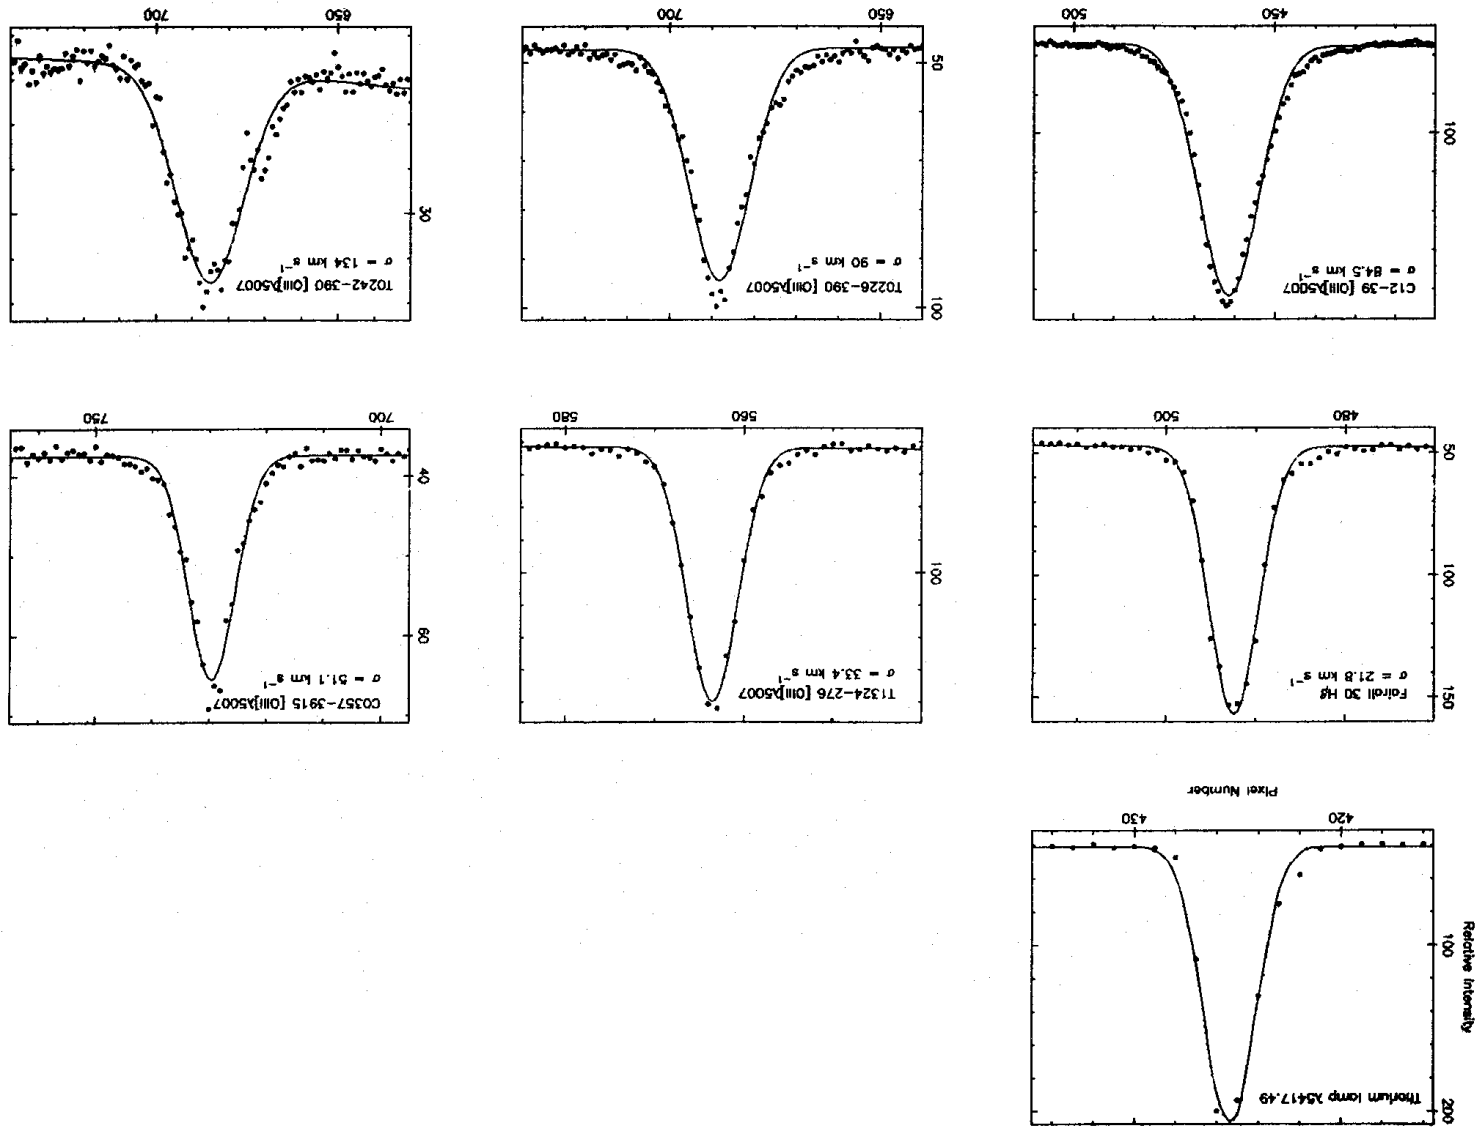 Relative Intensity
200
100
Thorium lamp λ5417.49
420 430
Pixel Number
150
100
50
Fairall 30 Hβ
σ = 21.8 km s⁻¹
480 500
100
T1324-276 [OIII]λ5007
σ = 33.4 km s⁻¹
560 580
60
40
C0357-3915 [OIII]λ5007
σ = 51.1 km s⁻¹
700 750
100
C12-39 [OIII]λ5007
σ = 84.5 km s⁻¹
450 500
100
50
T0226-390 [OIII]λ5007
σ = 90 km s⁻¹
650 700
30
T0242-390 [OIII]λ5007
σ = 134 km s⁻¹
650 700